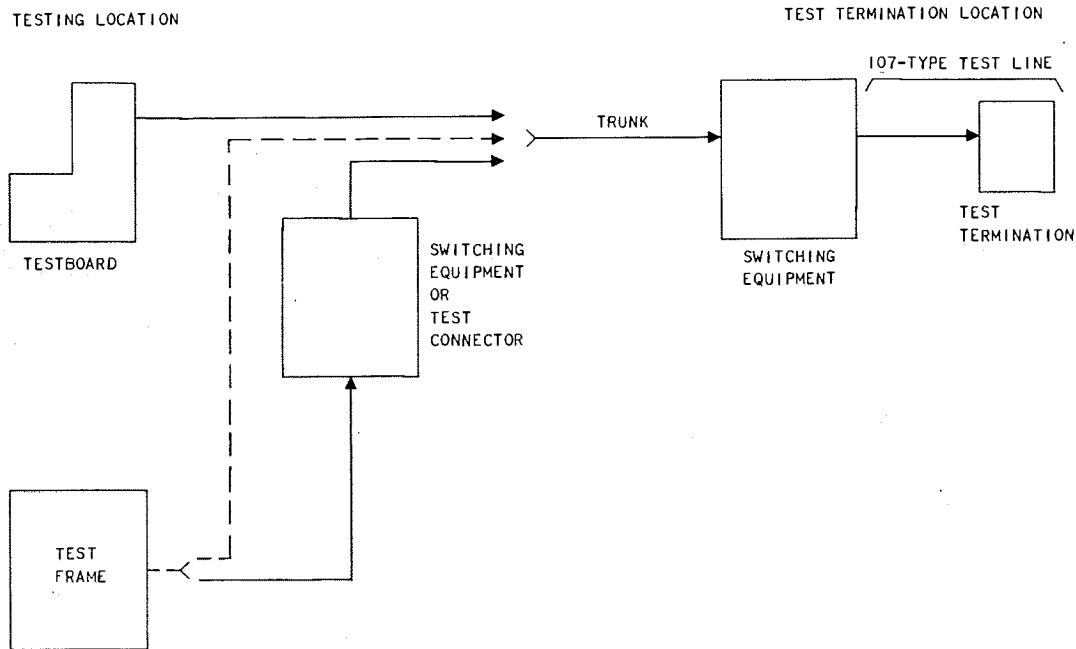 TESTING LOCATION
TEST TERMINATION LOCATION
107-TYPE TEST LINE
TRUNK
TESTBOARD
SWITCHING
EQUIPMENT
OR
TEST
CONNECTOR
SWITCHING
EQUIPMENT
TEST
TERMINATION
TEST
FRAME